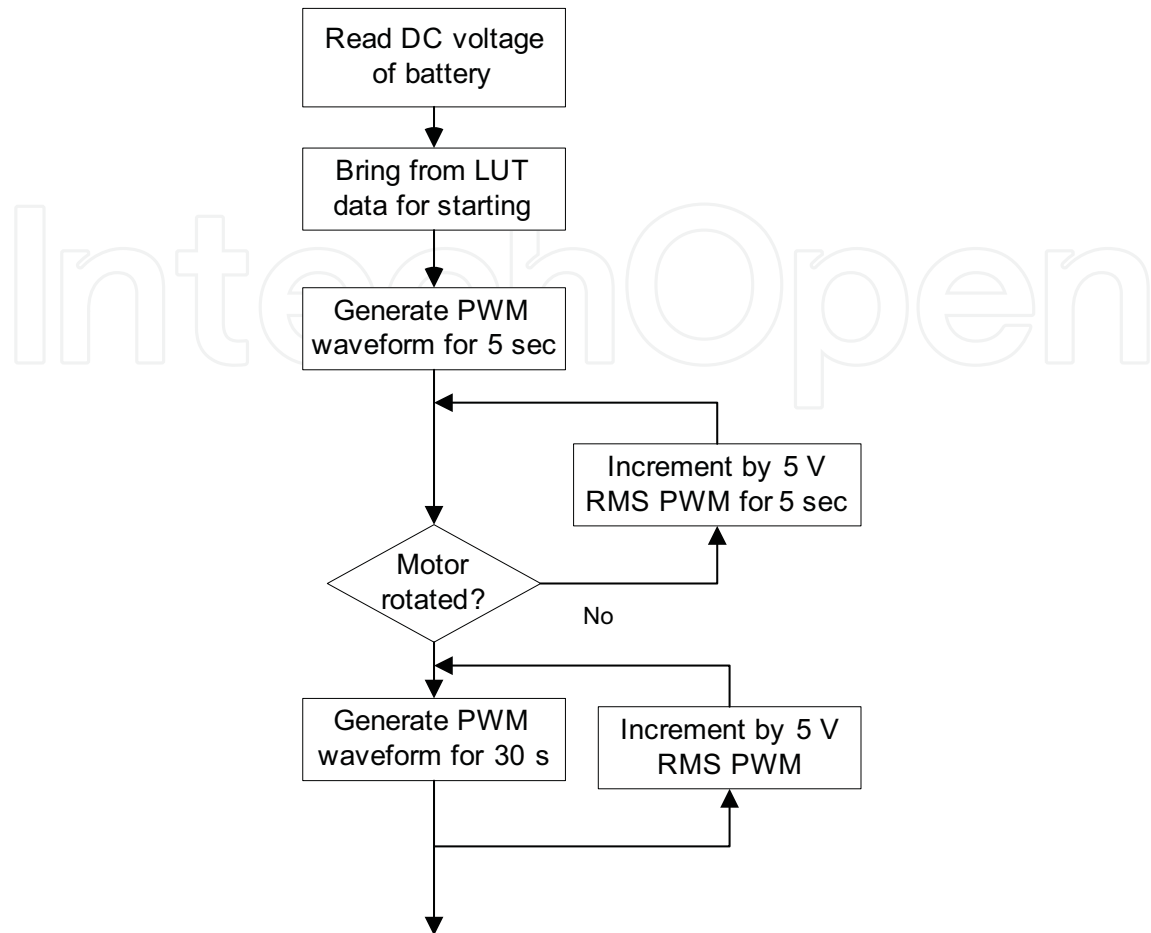 Read DC voltage
of battery
Bring from LUT
data for starting
IntechOpen
Generate PWM
waveform for 5 sec
Increment by 5 V
RMS PWM for 5 sec
Motor
rotated?
No
Generate PWM
waveform for 30 s
Increment by 5 V
RMS PWM